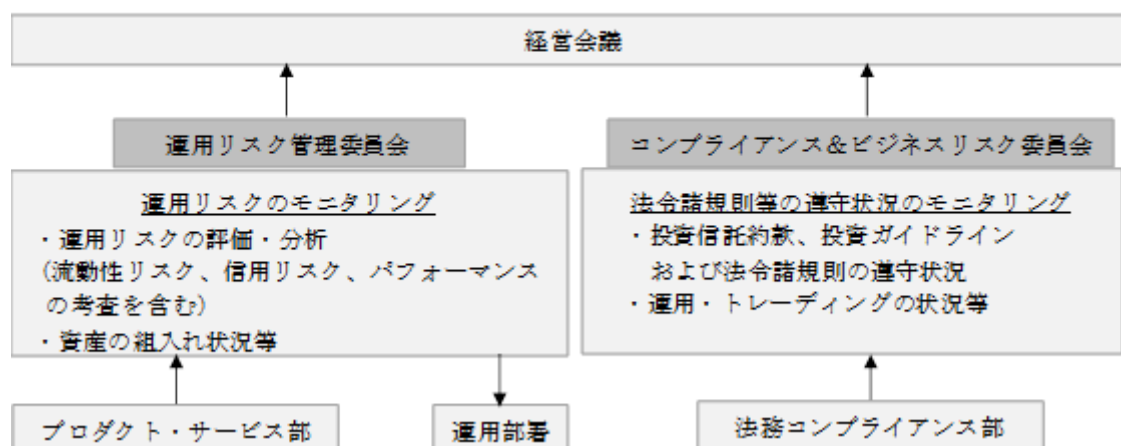 経営会議
運用リスク管理委員会
運用リスクのモニタリング
・運用リスクの評価・分析
(流動性リスク、信用リスク、パフォーマンス
の考査を含む)
・資産の組入れ状況等
コンプライアンス＆ビジネスリスク委員会
法令諸規則等の遵守状況のモニタリング
・投資信託約款、投資ガイドライン
および法令諸規則の遵守状況
・運用・トレーディングの状況等
プロダクト・サービス部
運用部署
法務コンプライアンス部